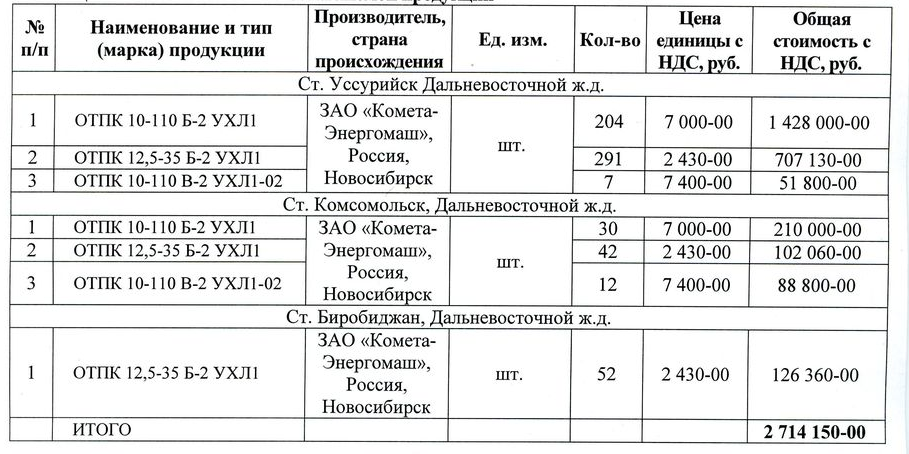 № п/п Наименование и тип (марка) продукции Производитель, страна происхождения Ед. изм. Кол-во Цена единицы с НДС, руб. Общая стоимость с НДС, руб.
Ст. Уссурийск Дальневосточной ж.д.
1 ОТПК 10-110 Б-2 УХЛ1 ЗАО «Комета-Энергомаш», Россия, Новосибирск шт. 204 7 000-00 1 428 000-00
2 ОТПК 12,5-35 Б-2 УХЛ1 291 2 430-00 707 130-00
3 ОТПК 10-110 В-2 УХЛ1-02 7 7 400-00 51 800-00
Ст. Комсомольск, Дальневосточной ж.д.
1 ОТПК 10-110 Б-2 УХЛ1 ЗАО «Комета-Энергомаш», Россия, Новосибирск шт. 30 7 000-00 210 000-00
2 ОТПК 12,5-35 Б-2 УХЛ1 42 2 430-00 102 060-00
3 ОТПК 10-110 В-2 УХЛ1-02 12 7 400-00 88 800-00
Ст. Биробиджан, Дальневосточной ж.д.
1 ОТПК 12,5-35 Б-2 УХЛ1 ЗАО «Комета-Энергомаш», Россия, Новосибирск шт. 52 2 430-00 126 360-00
ИТОГО 2 714 150-00